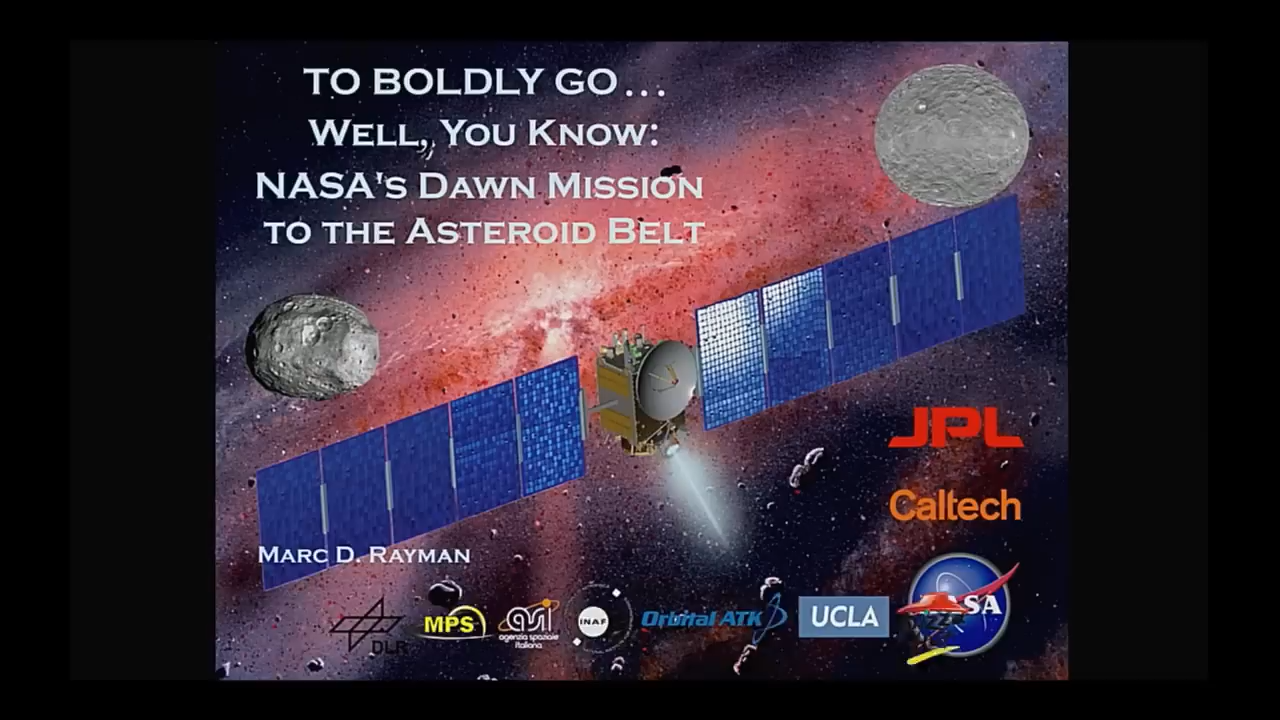 TO BOLDLY GO...
WELL, YOU KNOW:
NASA'S DAWN MISSION
TO THE ASTEROID BELT
JPL
Caltech
MARC D. RAYMAN
DLR
MPS
asi
agenzia spaziale
italiana
INAF
Orbital ATK
UCLA